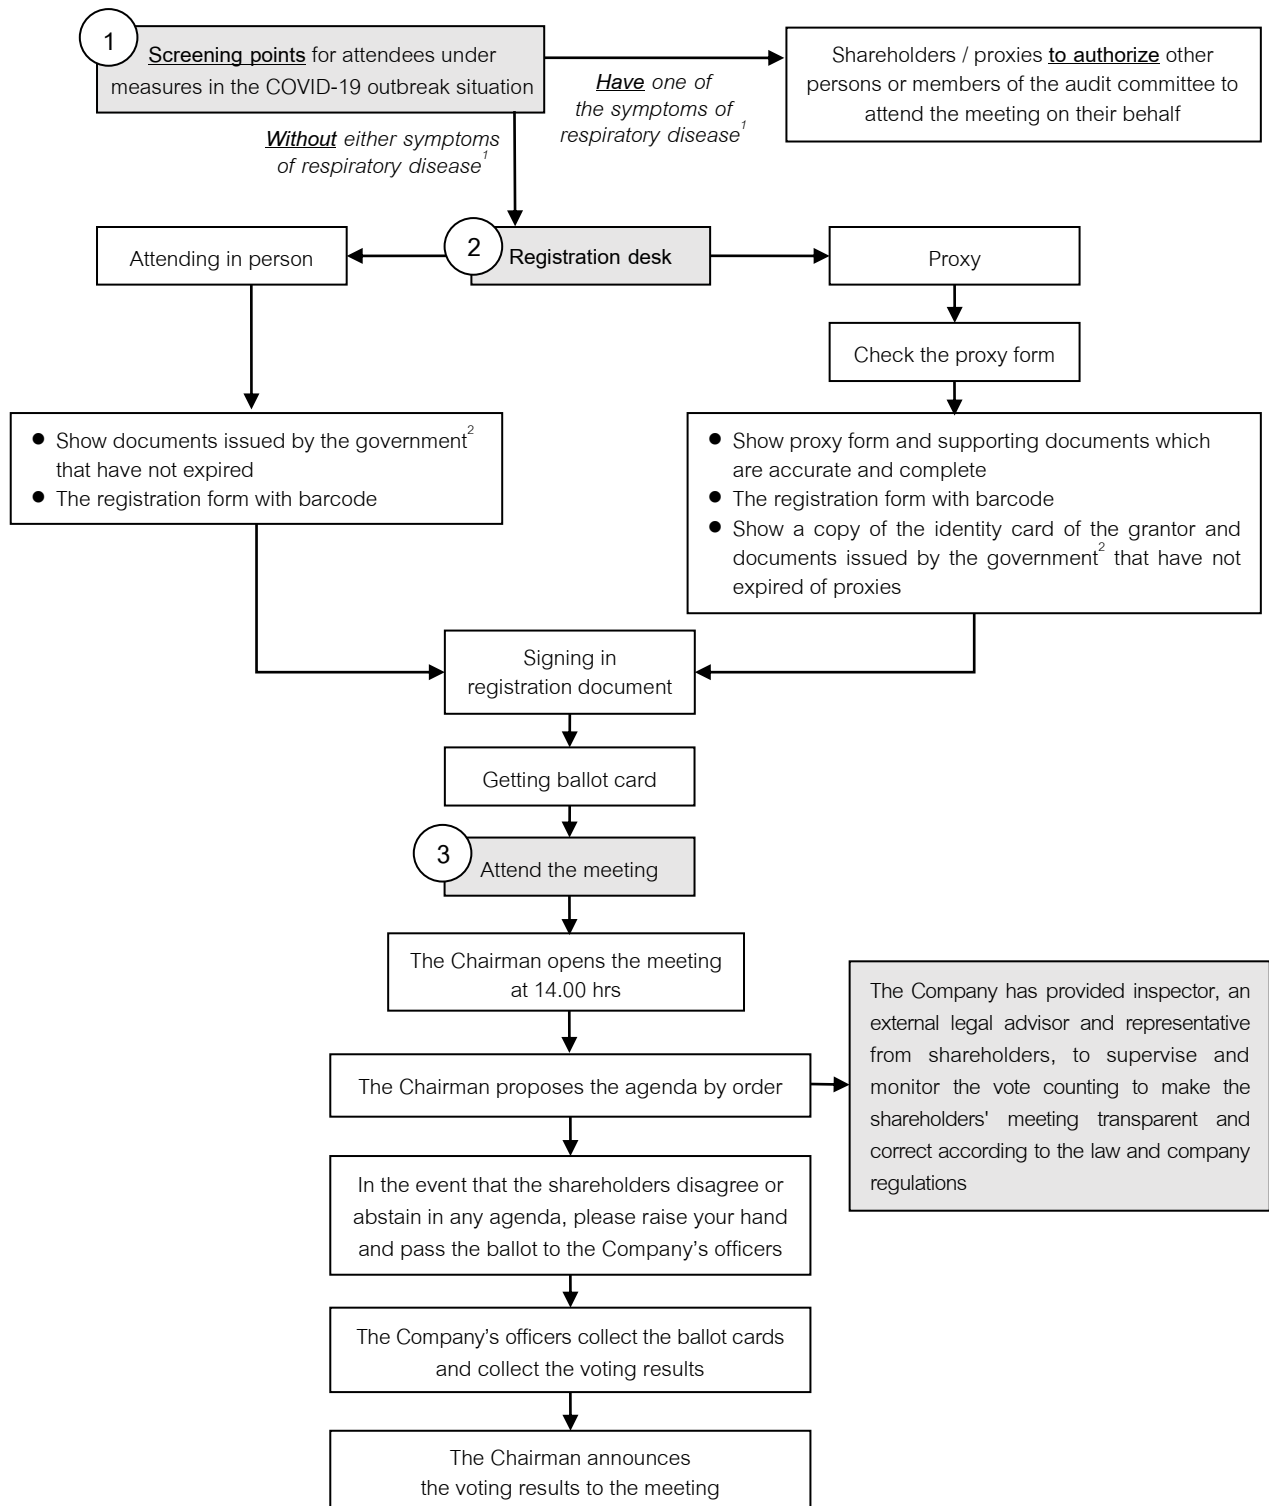 1
Screening points for attendees under
measures in the COVID-19 outbreak situation
Have one of
the symptoms of
respiratory disease1
Shareholders / proxies to authorize other
persons or members of the audit committee to
attend the meeting on their behalf
Without either symptoms
of respiratory disease1
Attending in person
2
Registration desk
Proxy
Check the proxy form
● Show documents issued by the government2
that have not expired
● The registration form with barcode
● Show proxy form and supporting documents which
are accurate and complete
● The registration form with barcode
● Show a copy of the identity card of the grantor and
documents issued by the government2 that have not
expired of proxies
Signing in
registration document
Getting ballot card
3
Attend the meeting
The Chairman opens the meeting
at 14.00 hrs
The Chairman proposes the agenda by order
The Company has provided inspector, an
external legal advisor and representative
from shareholders, to supervise and
monitor the vote counting to make the
shareholders' meeting transparent and
correct according to the law and company
regulations
In the event that the shareholders disagree or
abstain in any agenda, please raise your hand
and pass the ballot to the Company's officers
The Company's officers collect the ballot cards
and collect the voting results
The Chairman announces
the voting results to the meeting